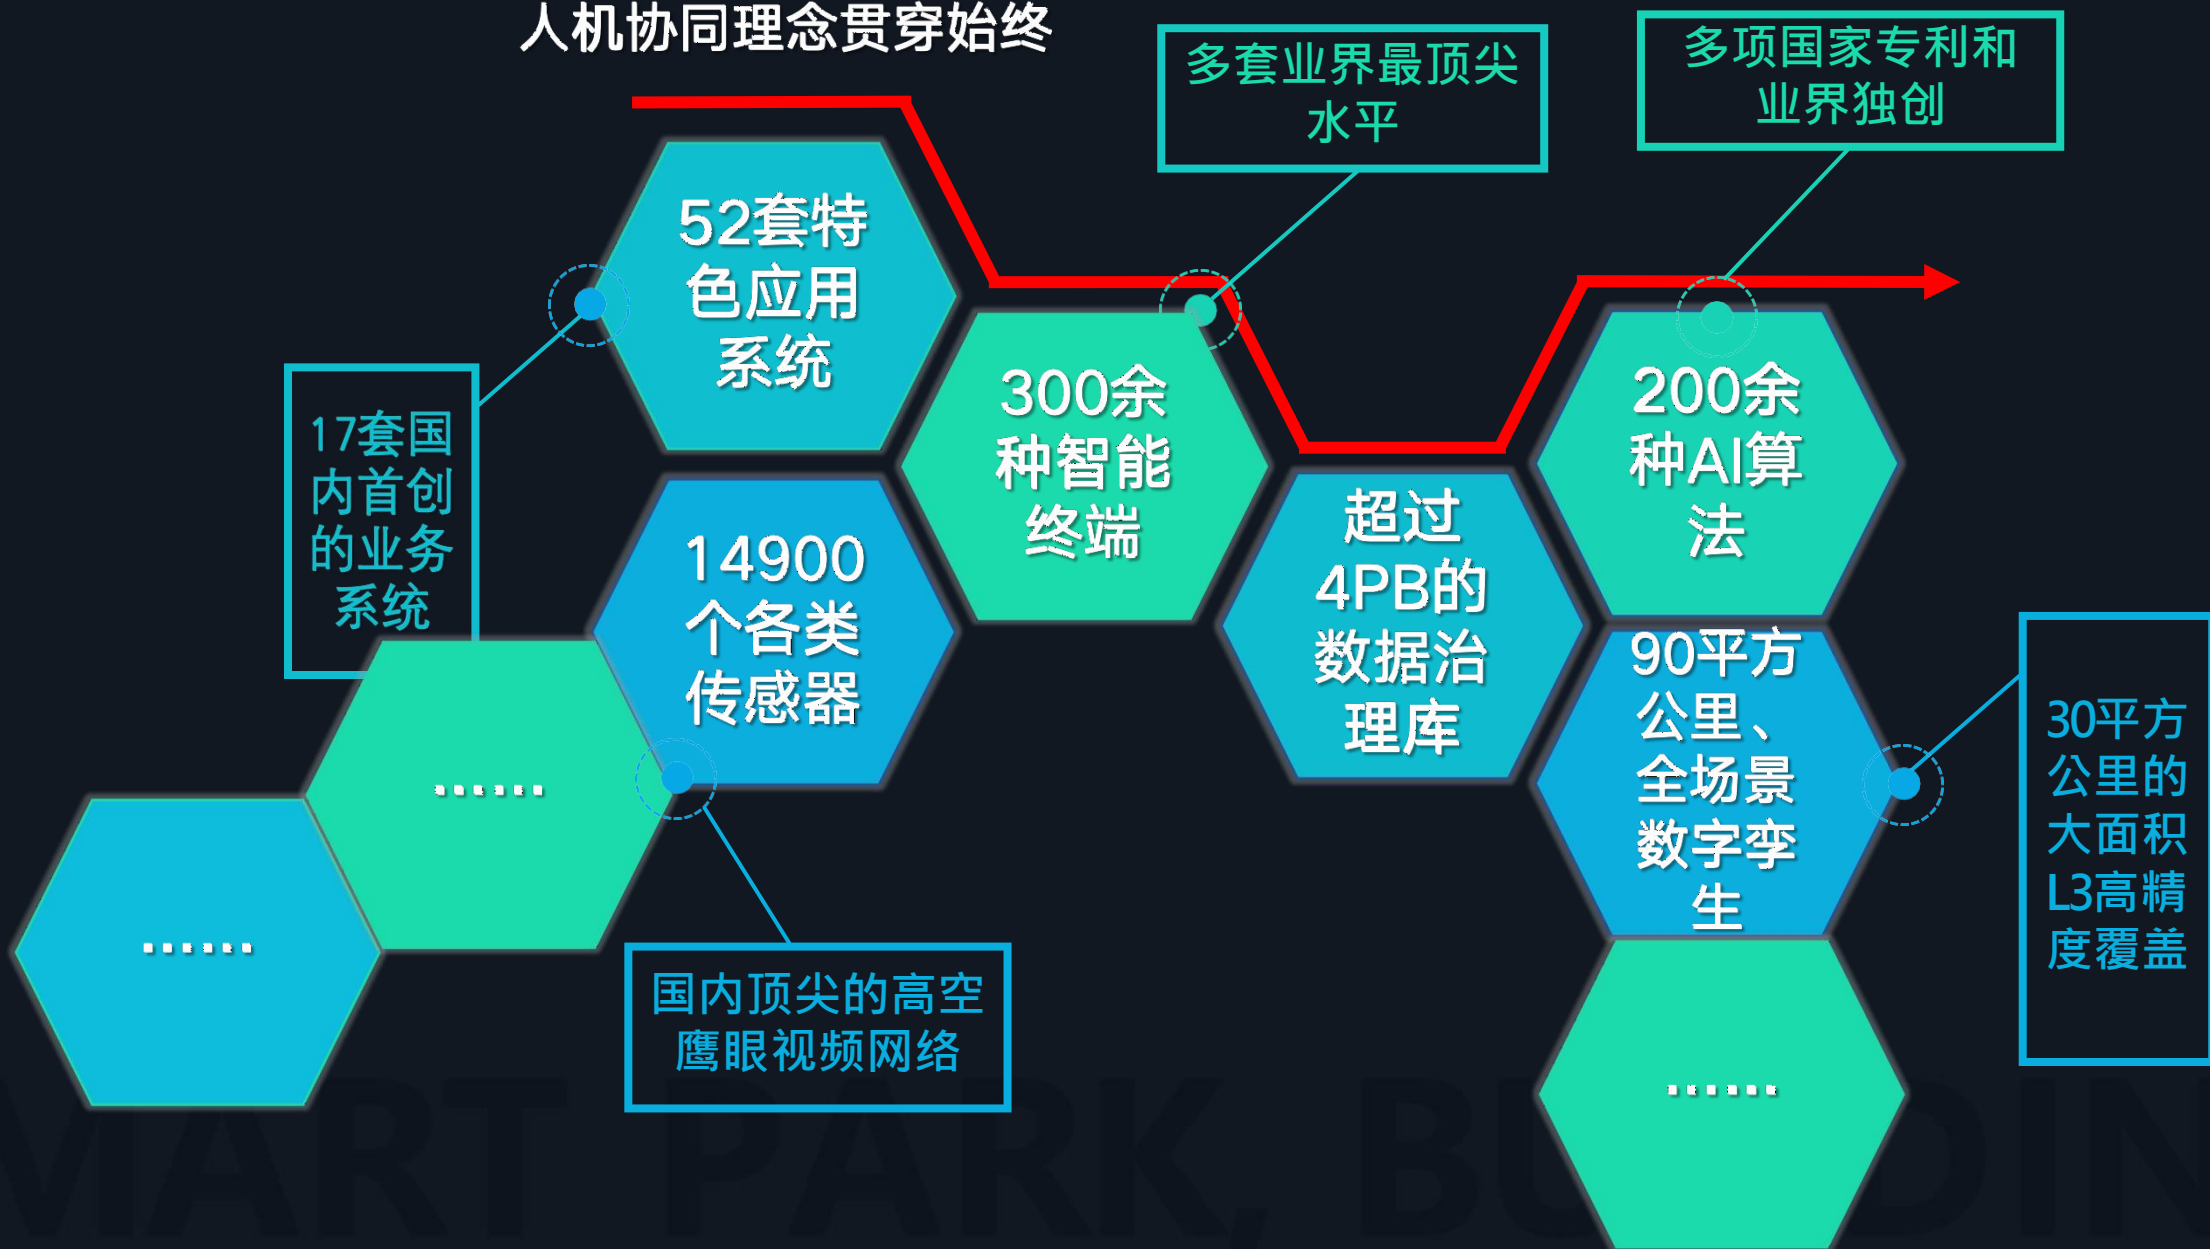 人机协同理念贯穿始终
多套业界最顶尖
水平
多项国家专利和
业界独创
52套特
色应用
系统
17套国
内首创
的业务
系统
300余
种智能
终端
200余
种AI算
法
14900
个各类
传感器
超过
4PB的
数据治
理库
90平方
公里、
全场景
数字孪
生
30平方
公里的
大面积
L3高精
度覆盖
......
......
国内顶尖的高空
鹰眼视频网络
......
MART PARK, BU DIN